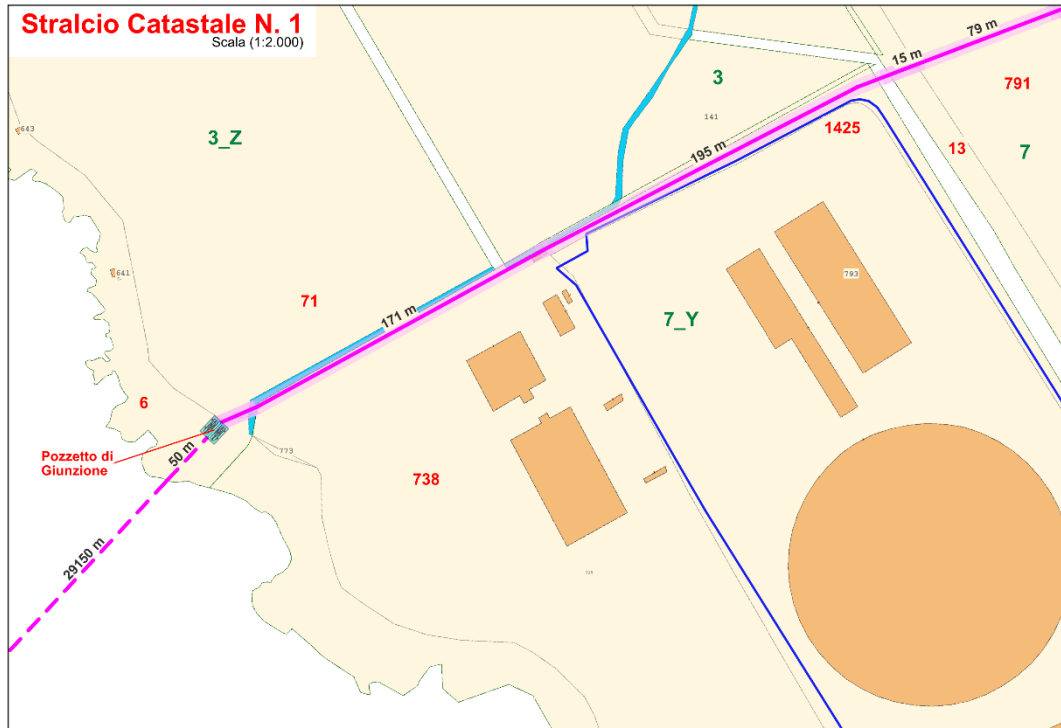 Stralcio Catastale N. 1
Scala (1:2.000)
79 m
15 m
3
791
643
3_Z
141
1425
195 m
13
7
641
793
71
171 m
7_Y
6
Pozzetto di
Giunzione
50 m
773
738
29150 m